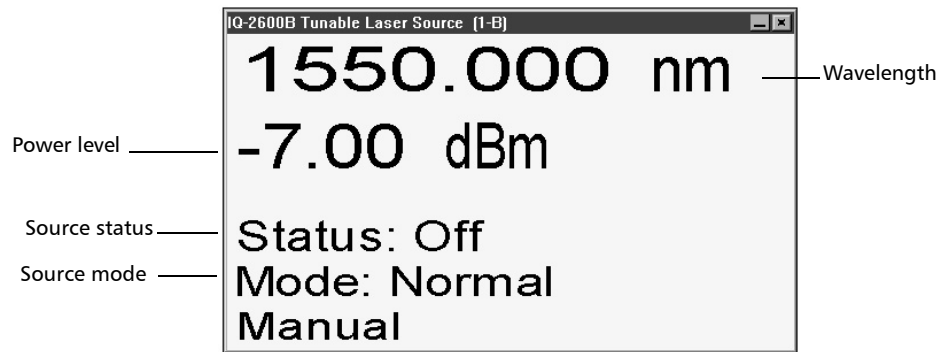 IQ-2600B Tunable Laser Source (1-B)
1550.000 nm
Wavelength
Power level
-7.00 dBm
Source status
Status: Off
Source mode
Mode: Normal
Manual